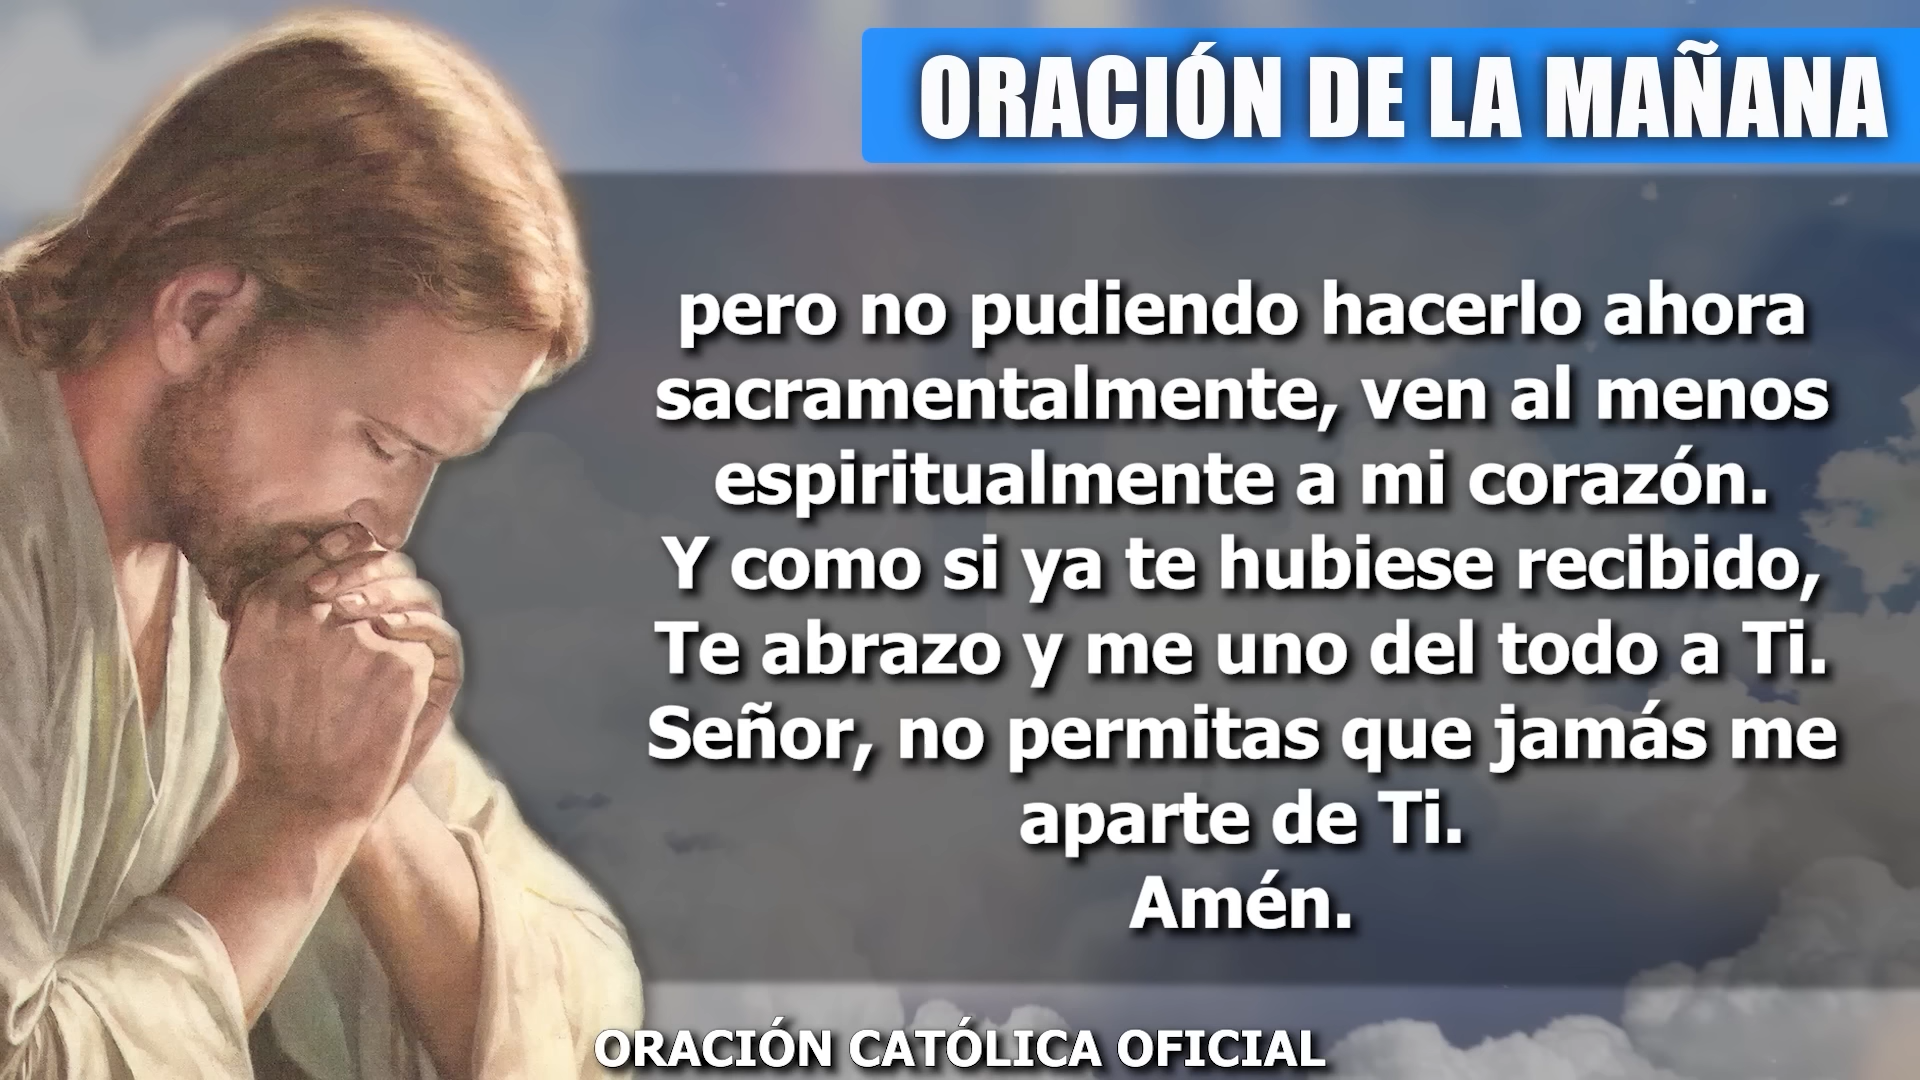 ORACIÓN DE LA MAÑANA
pero no pudiendo hacerlo ahora
sacramentalmente, ven al menos
espiritualmente a mi corazón.
Y como si ya te hubiese recibido,
Te abrazo y me uno del todo a Ti.
Señor, no permitas que jamás me
aparte de Ti.
Amén.
ORACIÓN CATÓLICA OFICIAL